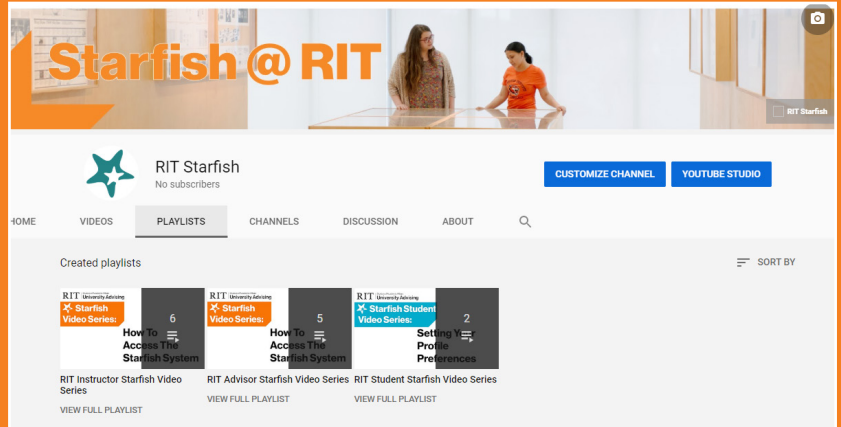 Starfish @ RIT
RIT Starfish
RIT Starfish
No subscribers
CUSTOMIZE CHANNEL
YOUTUBE STUDIO
HOME
VIDEOS
PLAYLISTS
CHANNELS
DISCUSSION
ABOUT
Created playlists
SORT BY
RIT University Advising
Starfish
Video Series:
How To
Access The
Starfish System
6
RIT University Advising
Starfish
Video Series:
How To
Access The
Starfish System
5
RIT University Advising
Starfish Student
Video Series:
Setting Your
Profile
Preferences
2
RIT Instructor Starfish Video
Series
VIEW FULL PLAYLIST
RIT Advisor Starfish Video Series
VIEW FULL PLAYLIST
RIT Student Starfish Video Series
VIEW FULL PLAYLIST